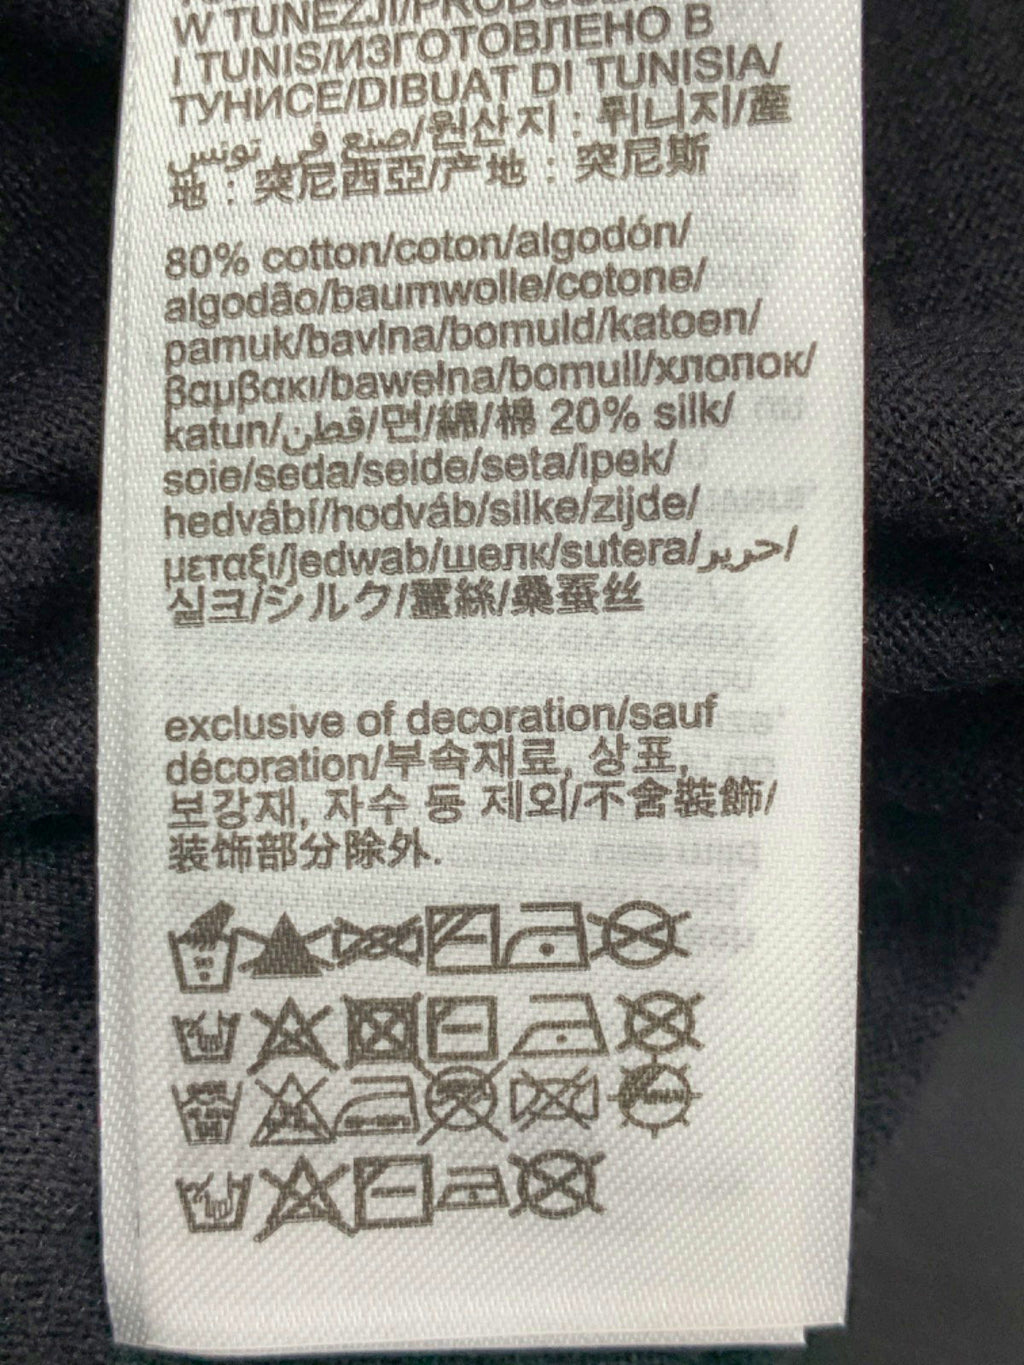 W TUNEZJI/PRODUS
I TUNIS/ИЗГОТОВЛЕНО В
ТУНИСЕ/DIBUAT DI TUNISIA/
صنع في تونس/원산지 : 튀니지/產
地 : 突尼西亞/产地 : 突尼斯
80% cotton/coton/algodón/
algodão/baumwolle/cotone/
pamuk/bavlna/bomuld/katoen/
βαμβακι/bawełna/bomull/хлопок/
katun/قطن/면/綿/棉 20% silk/
soie/seda/seide/seta/ipek/
hedvábí/hodváb/silke/zijde/
μεταξι/jedwab/шелк/sutera/حرير/
실크/シルク/蠶絲/桑蚕丝
exclusive of decoration/sauf
décoration/부속재료, 상표,
보강재, 자수 등 제외/不含裝飾/
装饰部分除外.